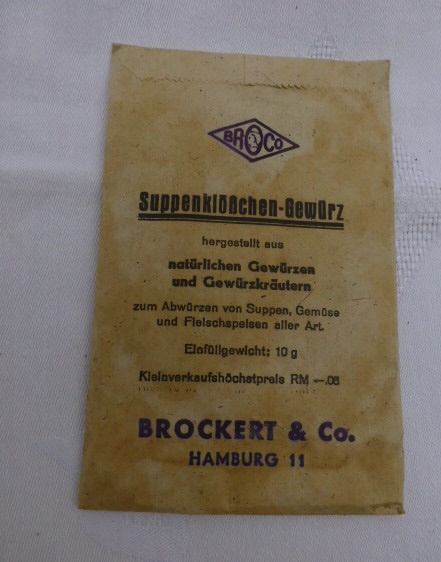 BROCO
Suppenklößchen-Gewürz
hergestellt aus
natürlichen Gewürzen
und Gewürzkräutern
zum Abwürzen von Suppen, Gemüse
und Fleischspeisen aller Art.
Einfüllgewicht: 10 g
Kleinverkaufshöchstpreis RM —.08
BROCKERT & Co.
HAMBURG 11